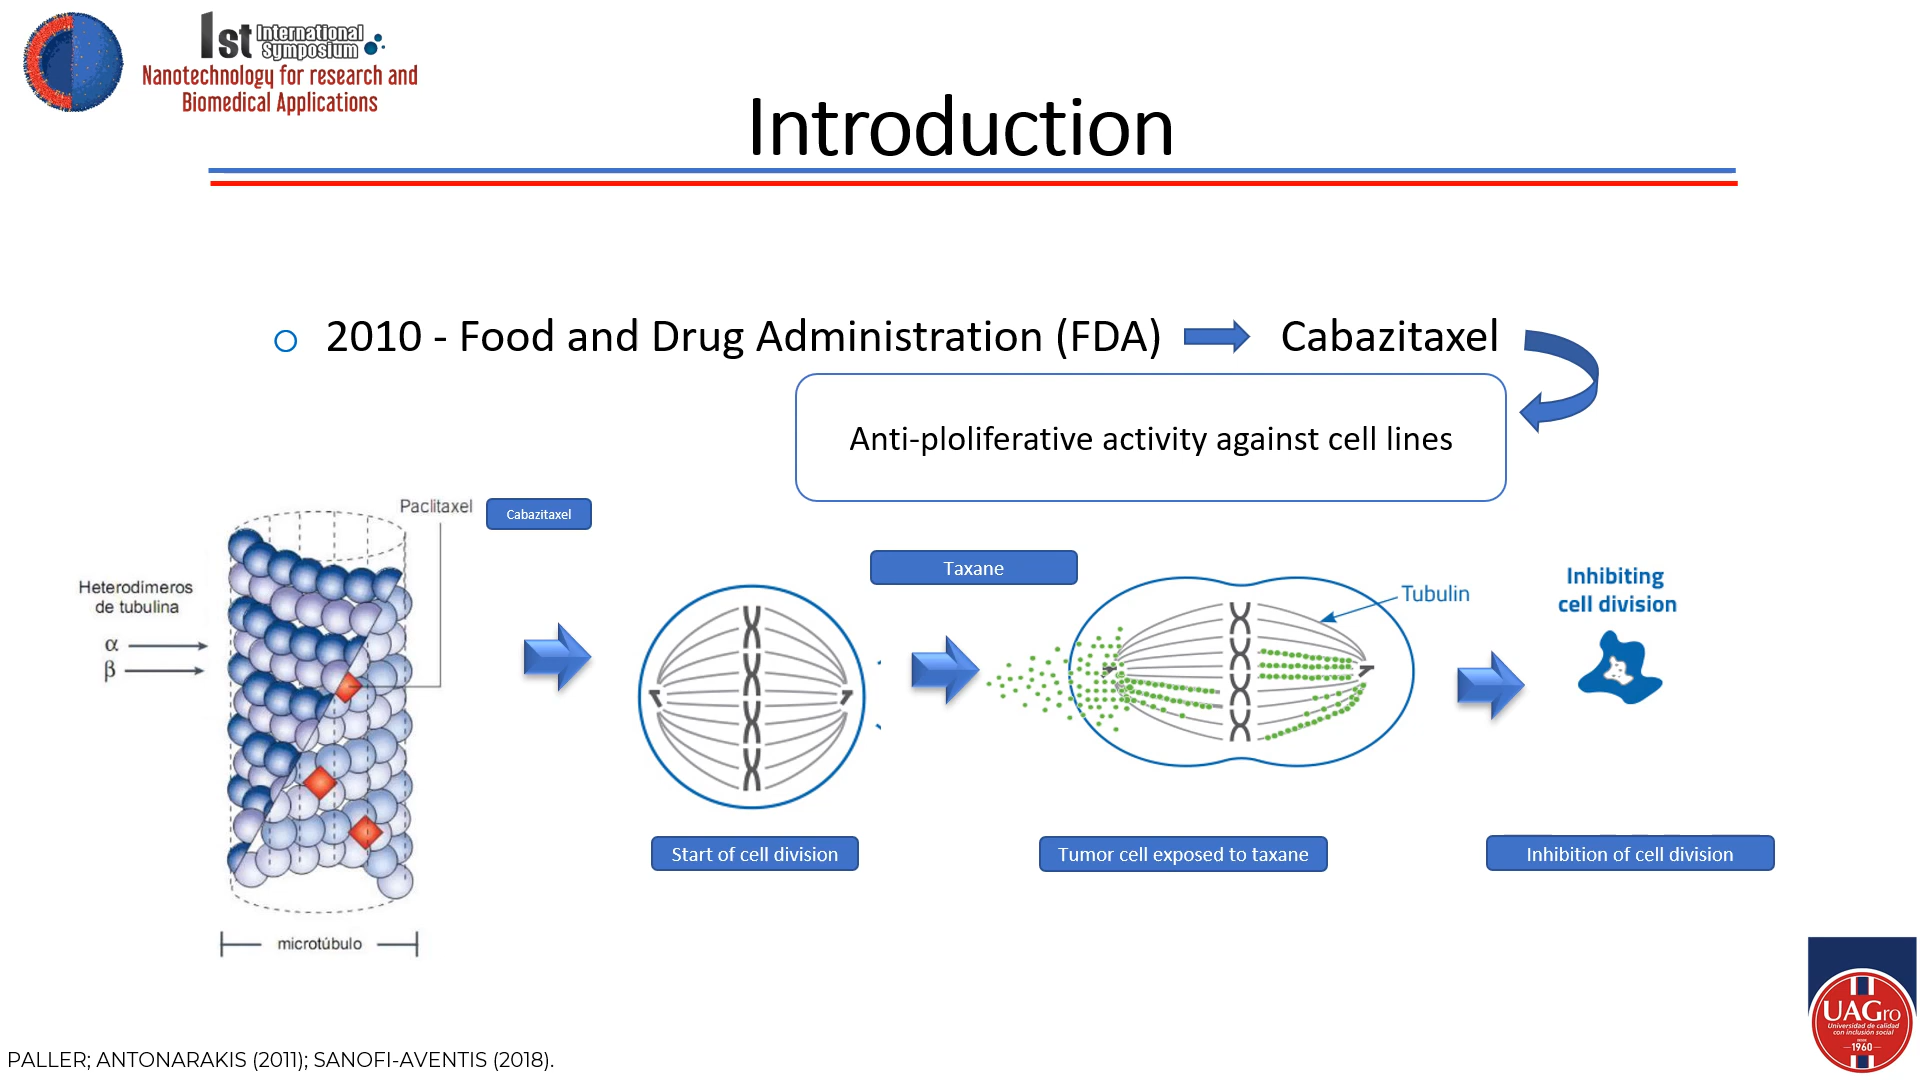 1st International
Symposium
Nanotechnology for research and
Biomedical Applications
Introduction
2010 - Food and Drug Administration (FDA) Cabazitaxel
Anti-ploliferative activity against cell lines
Paclitaxel
Cabazitaxel
Heterodímeros
de tubulina
α
β
microtúbulo
Taxane
Tubulin
Inhibiting
cell division
Start of cell division
Tumor cell exposed to taxane
Inhibition of cell division
UAGro
Universidad de calidad
con inclusión social
DESDE
1960
PALLER; ANTONARAKIS (2011); SANOFI-AVENTIS (2018).